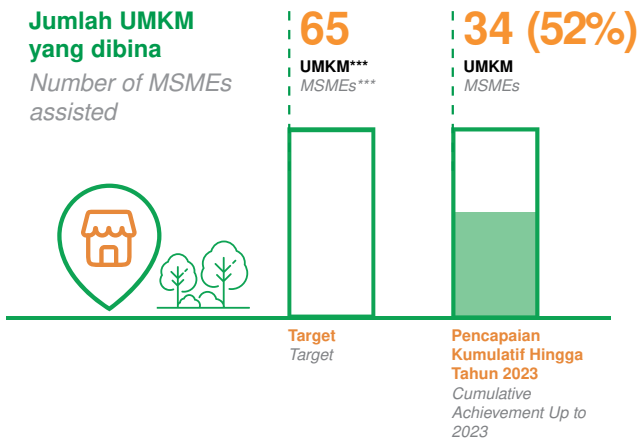 Jumlah UMKM
yang dibina
Number of MSMEs
assisted
65
UMKM***
MSMEs***
34 (52%)
UMKM
MSMEs
Target
Target
Pencapaian
Kumulatif Hingga
Tahun 2023
Cumulative
Achievement Up to
2023